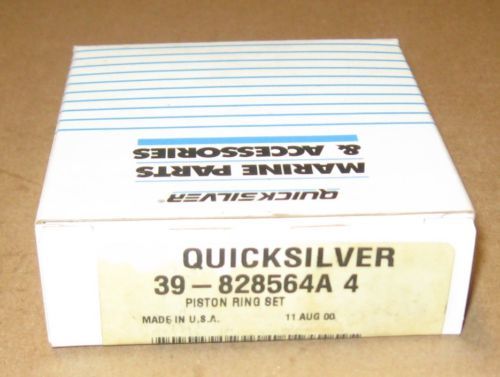 QUICKSILVER®
MARINE PARTS
& ACCESSORIES
QUICKSILVER
39-828564A 4
PISTON RING SET
MADE IN U.S.A. 11 AUG 00